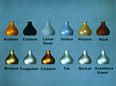 Rubber Carbon Lunar Dust Teflon Plastic Rust
Bronze Tungsten Copper Tin Nickel Stainless Steel